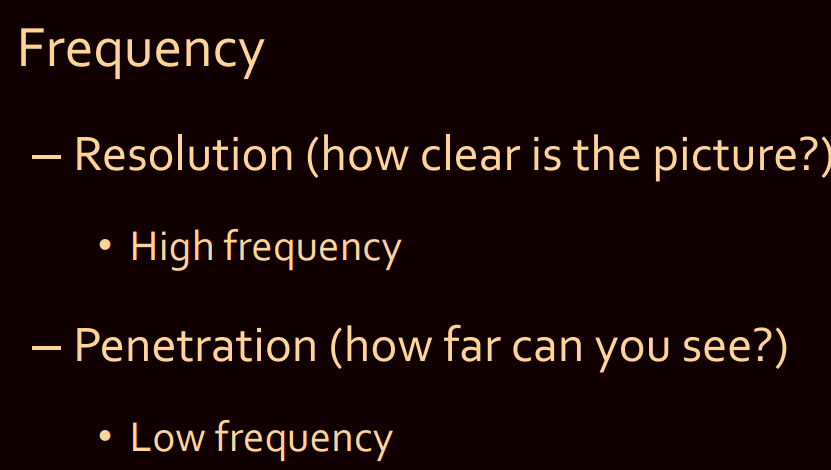 Frequency
– Resolution (how clear is the picture?)
• High frequency
– Penetration (how far can you see?)
• Low frequency